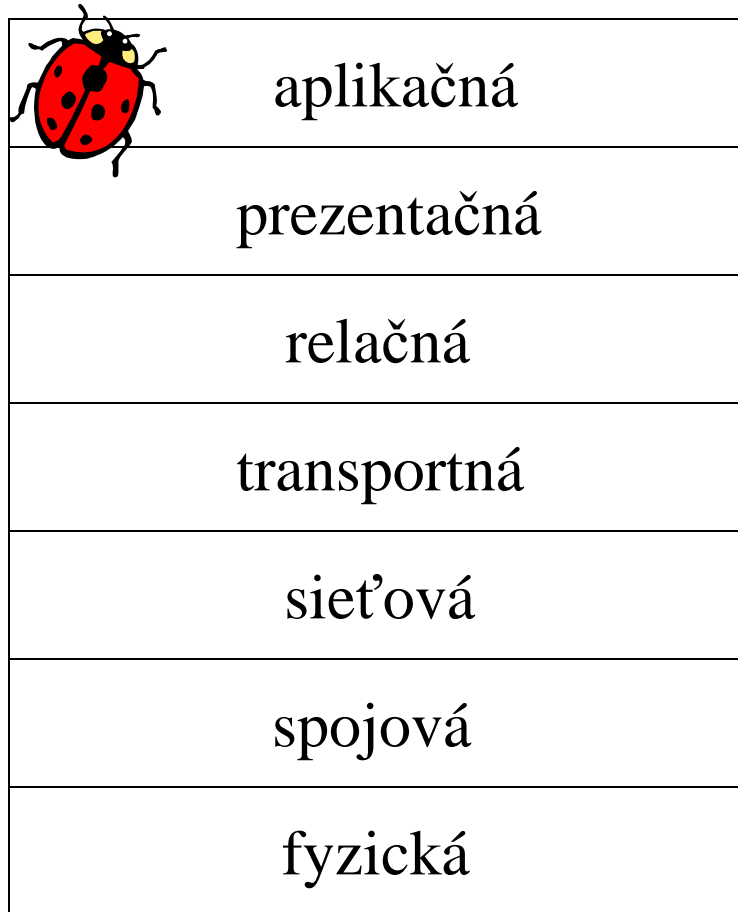 aplikačná
prezentačná
relačná
transportná
sieťová
spojová
fyzická